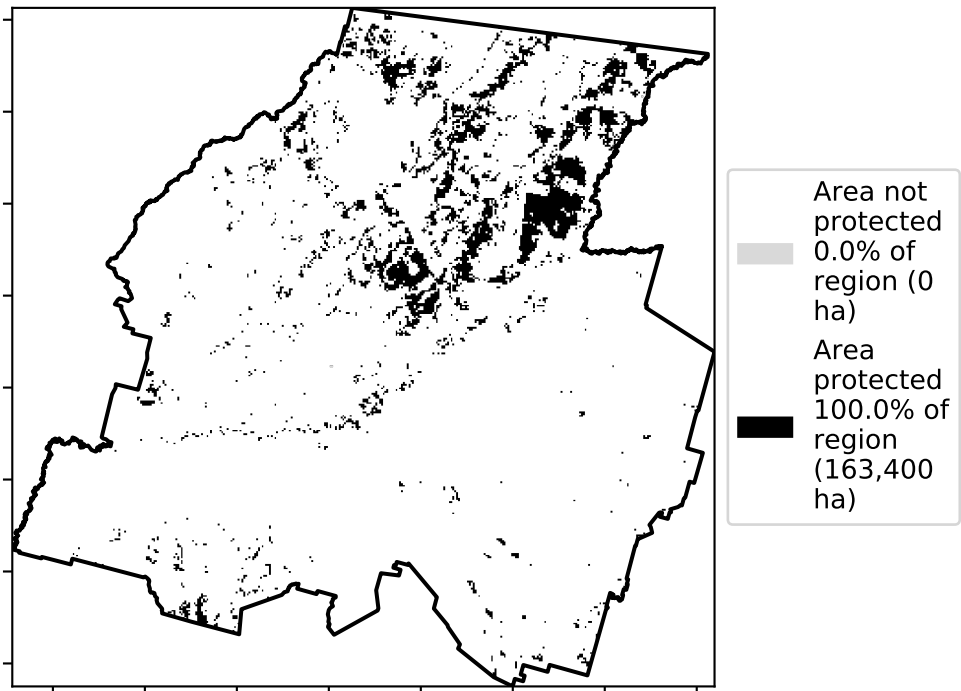 Area not
protected
0.0% of
region (0
ha)
Area
protected
100.0% of
region
(163,400
ha)